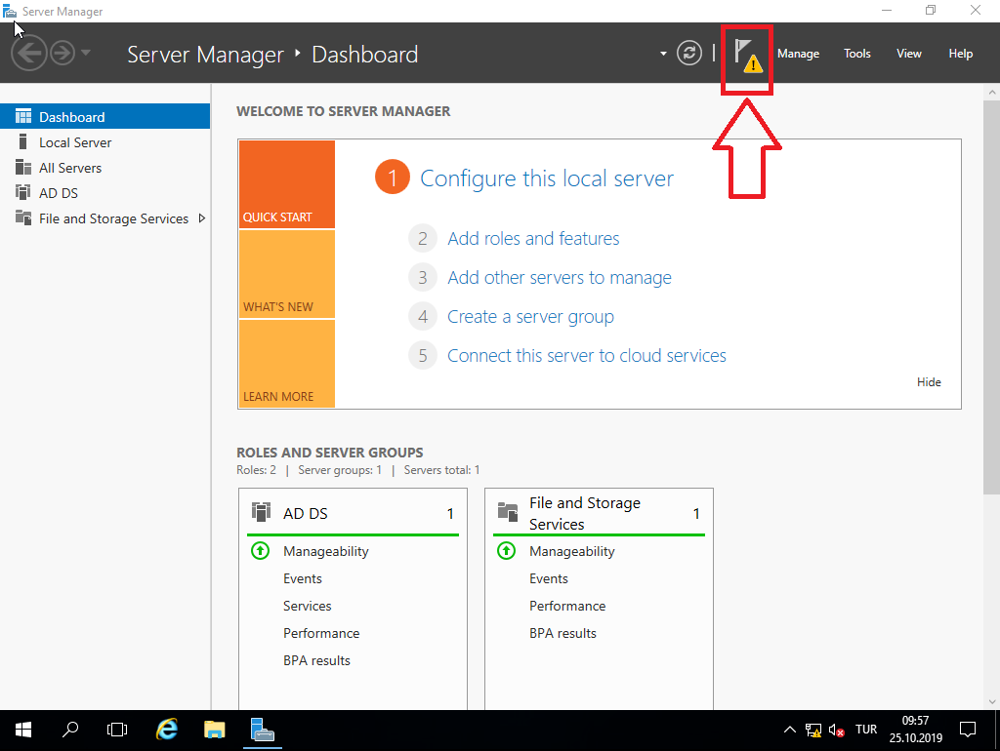 Server Manager
Server Manager ‣ Dashboard
Manage Tools View Help
Dashboard
Local Server
All Servers
AD DS
File and Storage Services
WELCOME TO SERVER MANAGER
QUICK START
WHAT'S NEW
LEARN MORE
1 Configure this local server
2 Add roles and features
3 Add other servers to manage
4 Create a server group
5 Connect this server to cloud services
Hide
ROLES AND SERVER GROUPS
Roles: 2 | Server groups: 1 | Servers total: 1
AD DS 1
Manageability
Events
Services
Performance
BPA results
File and Storage
Services 1
Manageability
Events
Performance
BPA results
TUR
09:57
25.10.2019